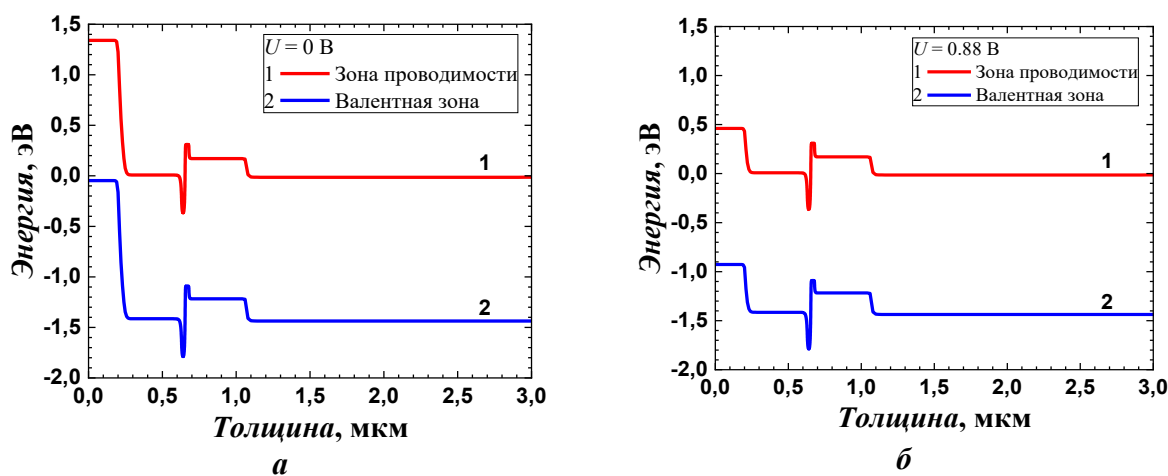 1,5
1,0
0,5
0,0
-0,5
-1,0
-1,5
-2,0
Энергия, эВ
U = 0 В
1 Зона проводимости
2 Валентная зона
1
2
0,0 0,5 1,0 1,5 2,0 2,5 3,0
Толщина, мкм
а
1,5
1,0
0,5
0,0
-0,5
-1,0
-1,5
-2,0
Энергия, эВ
U = 0.88 В
1 Зона проводимости
2 Валентная зона
1
2
0,0 0,5 1,0 1,5 2,0 2,5 3,0
Толщина, мкм
б